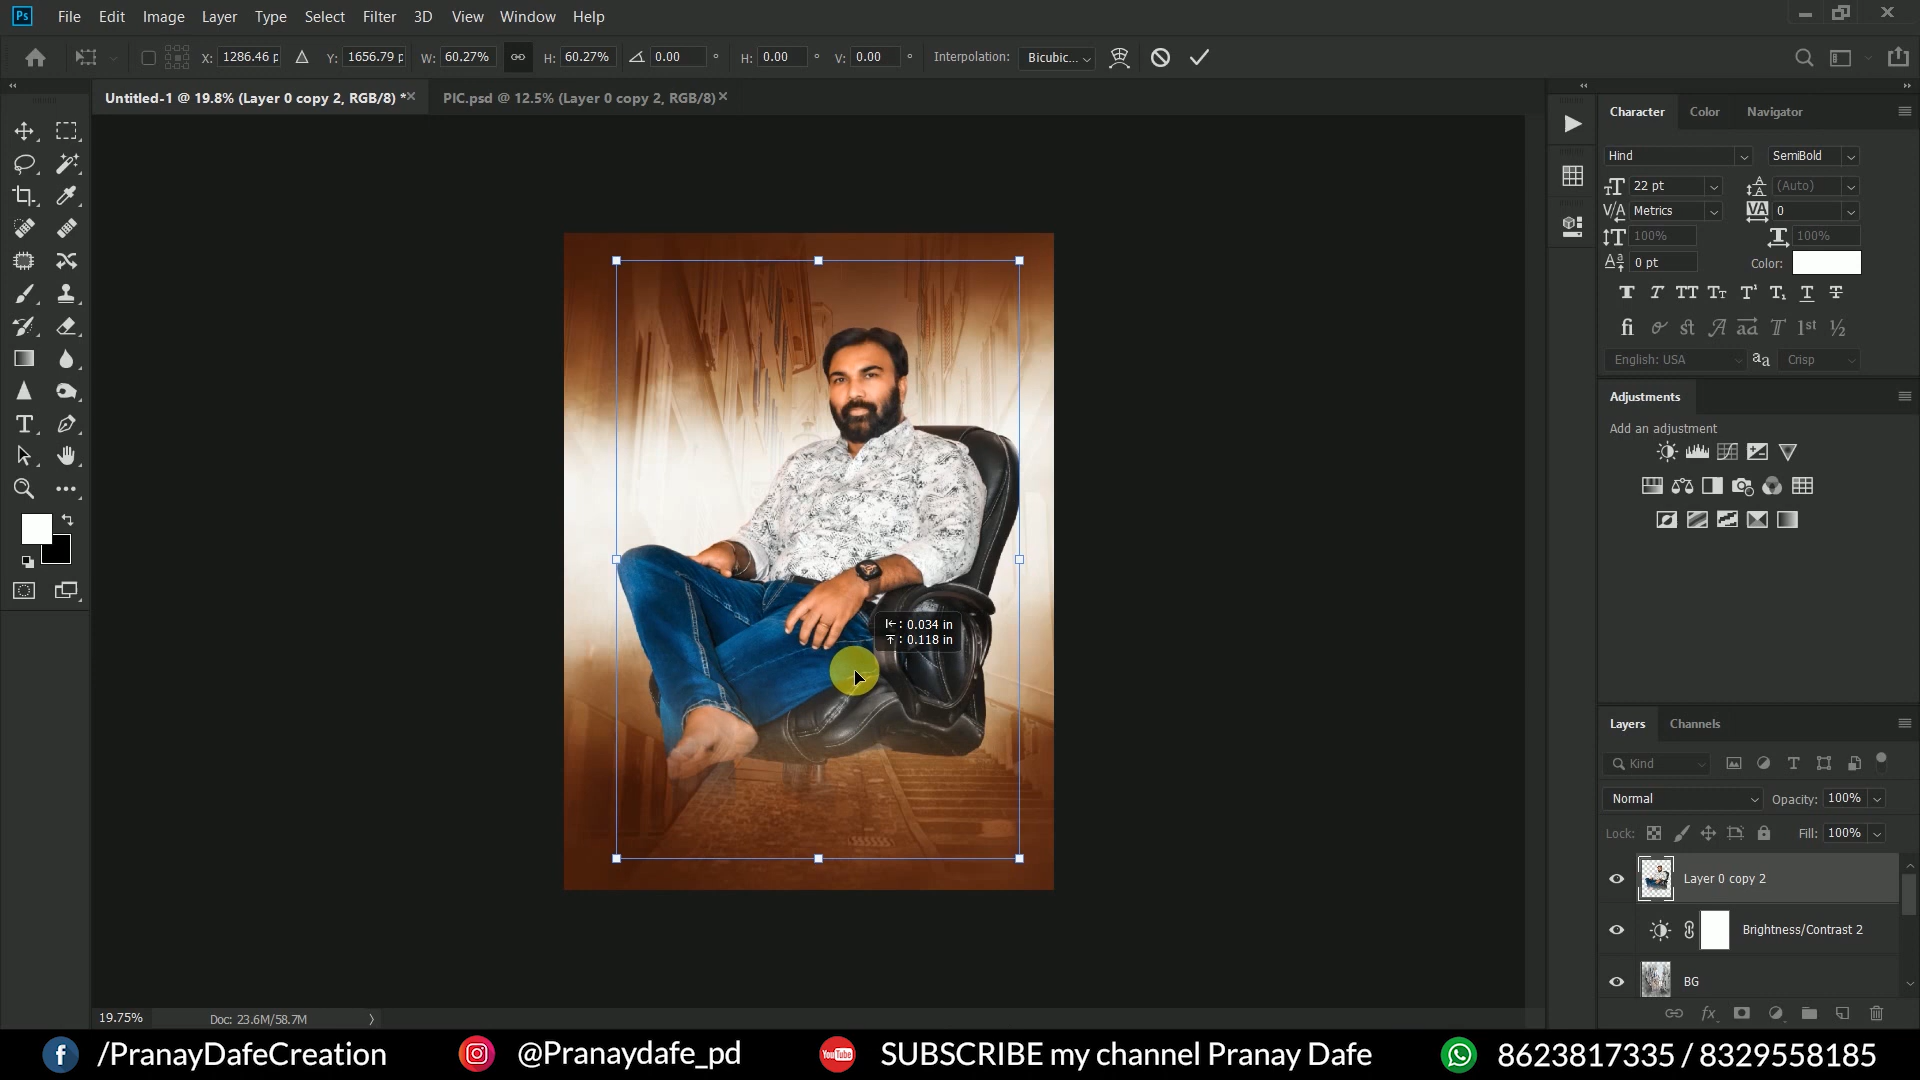 Ps File Edit Image Layer Type Select Filter 3D View Window Help
X: 1286.46 p Y: 1656.79 p W: 60.27% H: 60.27% 0.00 ° H: 0.00 ° V: 0.00 ° Interpolation: Bicubic...
Untitled-1 @ 19.8% (Layer 0 copy 2, RGB/8) * PIC.psd @ 12.5% (Layer 0 copy 2, RGB/8)
Character Color Navigator
Hind SemiBold
22 pt (Auto)
Metrics 0
100% 100%
0 pt Color:
English: USA Crisp
Adjustments
Add an adjustment
: 0.034 in
: 0.118 in
Layers Channels
Kind
Normal Opacity: 100%
Lock: Fill: 100%
Layer 0 copy 2
Brightness/Contrast 2
BG
19.75% Doc: 23.6M/58.7M
/PranayDafeCreation @Pranaydafe_pd YouTube SUBSCRIBE my channel Pranay Dafe 8623817335 / 8329558185